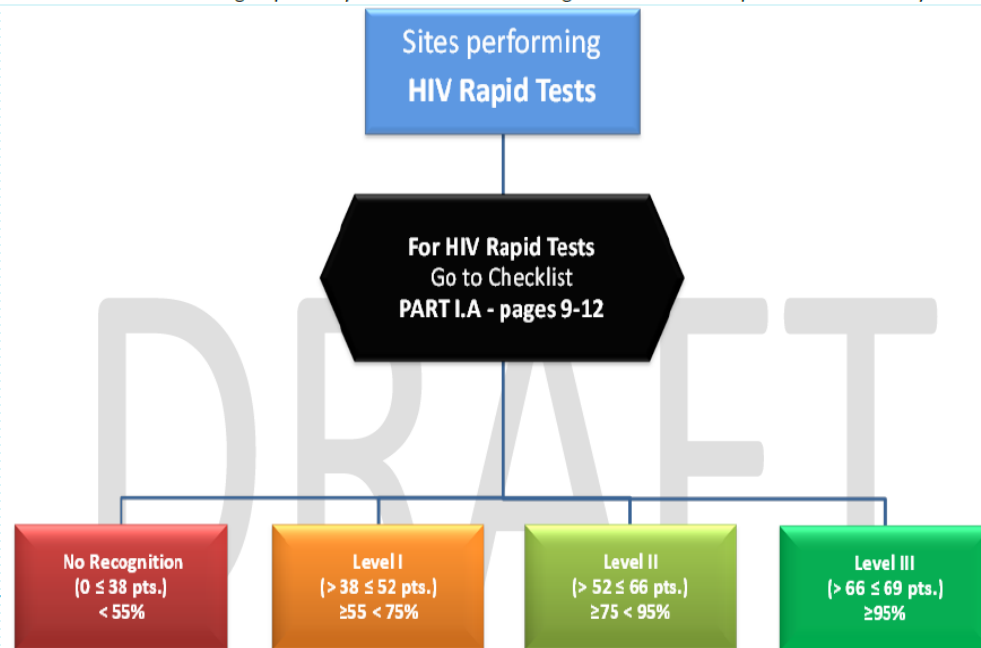 Sites performing
HIV Rapid Tests
For HIV Rapid Tests
Go to Checklist
PART I.A - pages 9-12
DRAFT
No Recognition
(0 ≤ 38 pts.)
< 55%
Level I
(> 38 ≤ 52 pts.)
≥55 < 75%
Level II
(> 52 ≤ 66 pts.)
≥75 < 95%
Level III
(> 66 ≤ 69 pts.)
≥95%